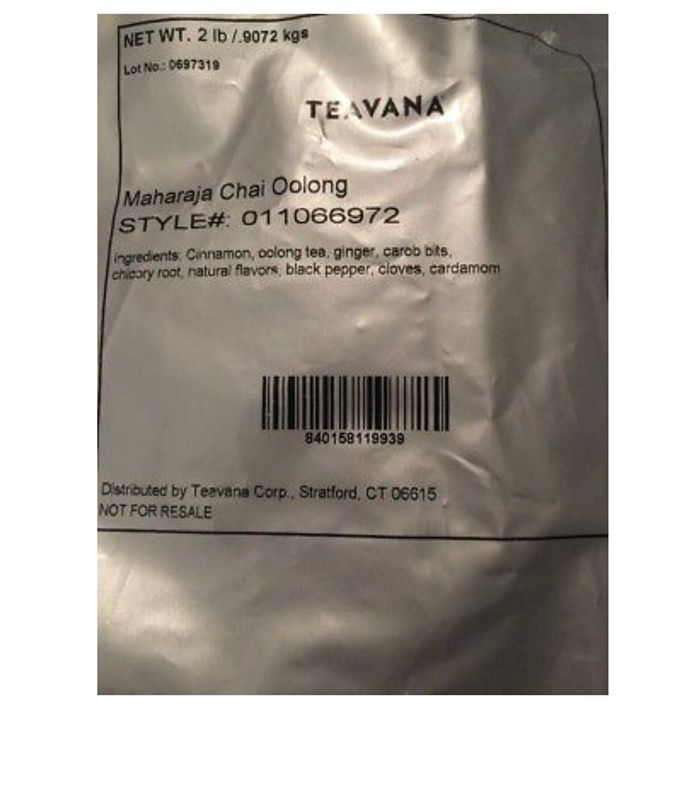 NET WT. 2 lb /.9072 kgs
Lot No.: 0697319
TEAVANA
Maharaja Chai Oolong
STYLE#: 011066972
Ingredients: Cinnamon, oolong tea, ginger, carob bits,
chicory root, natural flavors, black pepper, cloves, cardamom
840158119939
Distributed by Teavana Corp., Stratford, CT 06615
NOT FOR RESALE